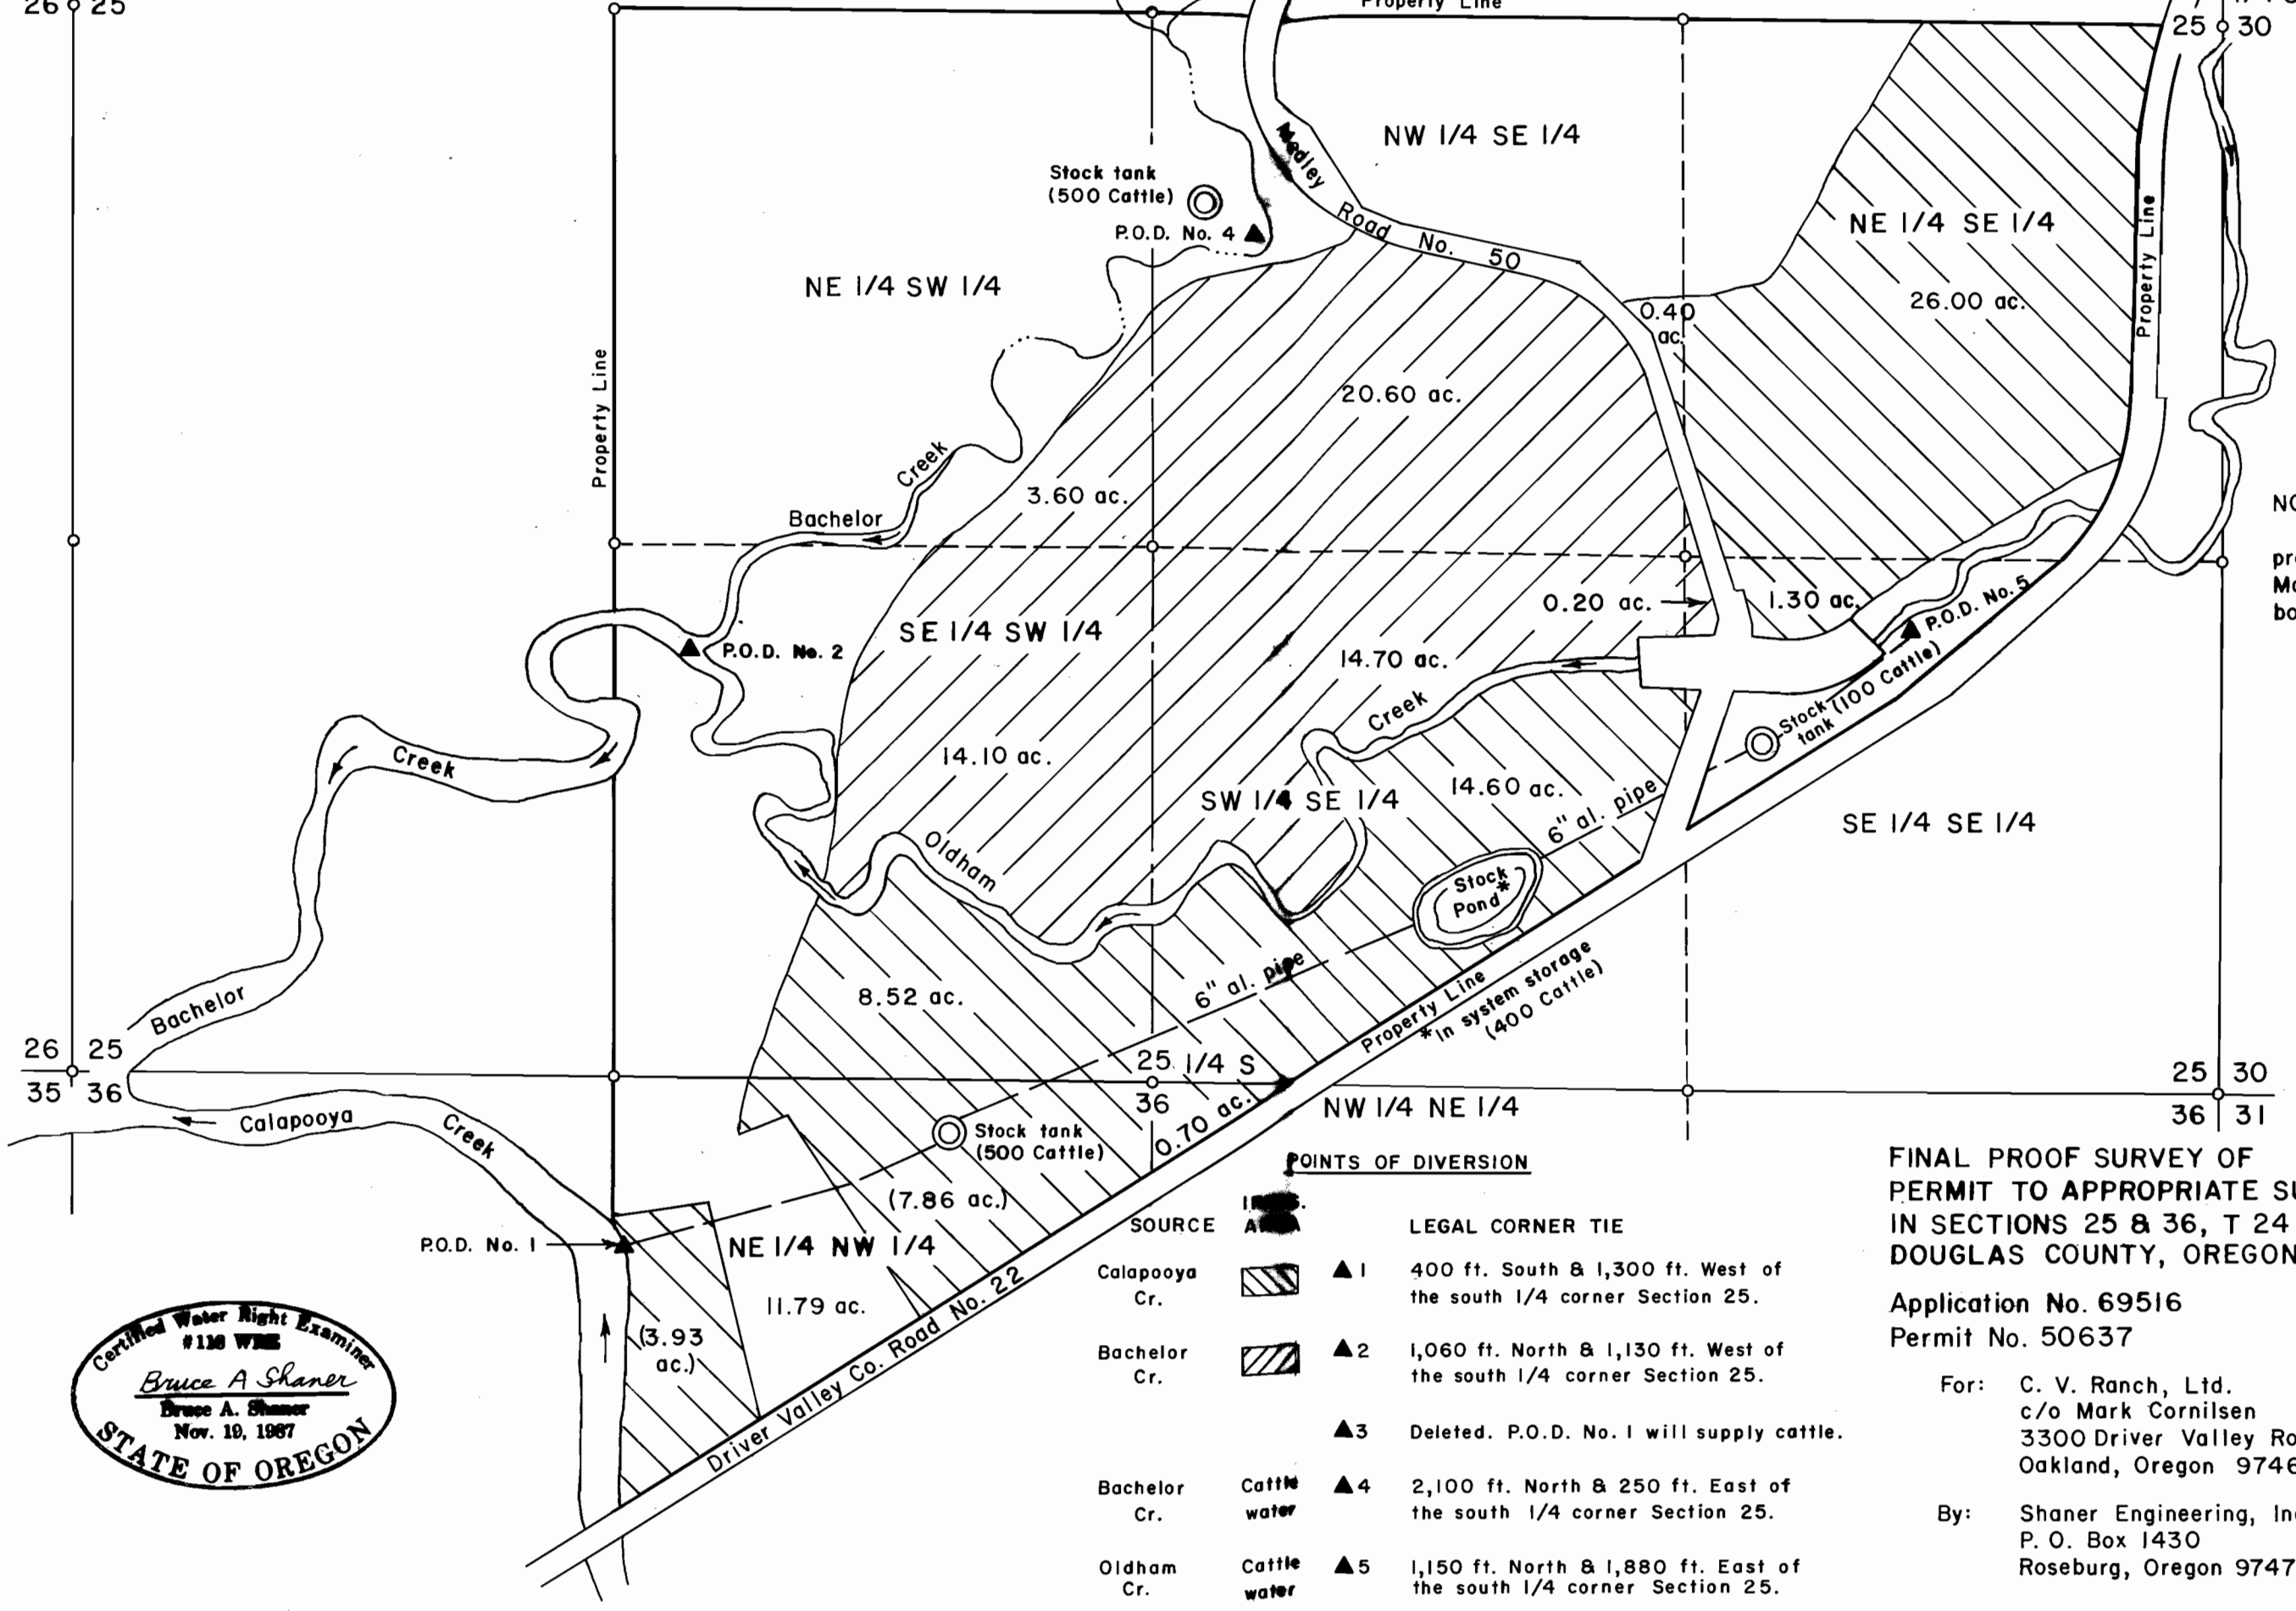 26 25
Property Line
25 30
NW 1/4 SE 1/4
Medley
Road No. 50
Stock tank
(500 Cattle)
P.O.D. No. 4
NE 1/4 SW 1/4
NE 1/4 SE 1/4
26.00 ac.
Property Line
0.40
ac.
20.60 ac.
Property Line
3.60 ac.
Creek
Bachelor
0.20 ac.
1.30 ac.
P.O.D. No. 5
SE 1/4 SW 1/4
P.O.D. No. 2
14.70 ac.
Creek
Stock
tank (100 Cattle)
Creek
14.10 ac.
SW 1/4 SE 1/4
14.60 ac.
6" al. pipe
SE 1/4 SE 1/4
Oldham
Stock
Pond*
8.52 ac.
6" al. pipe
Property Line
*In system storage
(400 Cattle)
Bachelor
26 25
35 36
25 1/4 S
36
25 30
36 31
Calapooya
Creek
NW 1/4 NE 1/4
0.70 ac.
Stock tank
(500 Cattle)
(7.86 ac.)
P.O.D. No. 1
NE 1/4 NW 1/4
11.79 ac.
(3.93
ac.)
Driver Valley Co. Road No. 22
POINTS OF DIVERSION
SOURCE LEGAL CORNER TIE
Calapooya
Cr.
1 400 ft. South & 1,300 ft. West of
the south 1/4 corner Section 25.
Bachelor
Cr.
2 1,060 ft. North & 1,130 ft. West of
the south 1/4 corner Section 25.
3 Deleted. P.O.D. No. 1 will supply cattle.
Bachelor
Cr.
Cattle
water
4 2,100 ft. North & 250 ft. East of
the south 1/4 corner Section 25.
Oldham
Cr.
Cattle
water
5 1,150 ft. North & 1,880 ft. East of
the south 1/4 corner Section 25.
FINAL PROOF SURVEY OF
PERMIT TO APPROPRIATE
IN SECTIONS 25 & 36, T 24
DOUGLAS COUNTY, OREGON
Application No. 69516
Permit No. 50637
For: C. V. Ranch, Ltd.
c/o Mark Cornilsen
3300 Driver Valley
Oakland, Oregon
By: Shaner Engineering,
P. O. Box 1430
Roseburg, Oregon
Certified Water Right Examiner
Bruce A Shaner
Bruce A. Shaner
Nov. 19, 1987
STATE OF OREGON